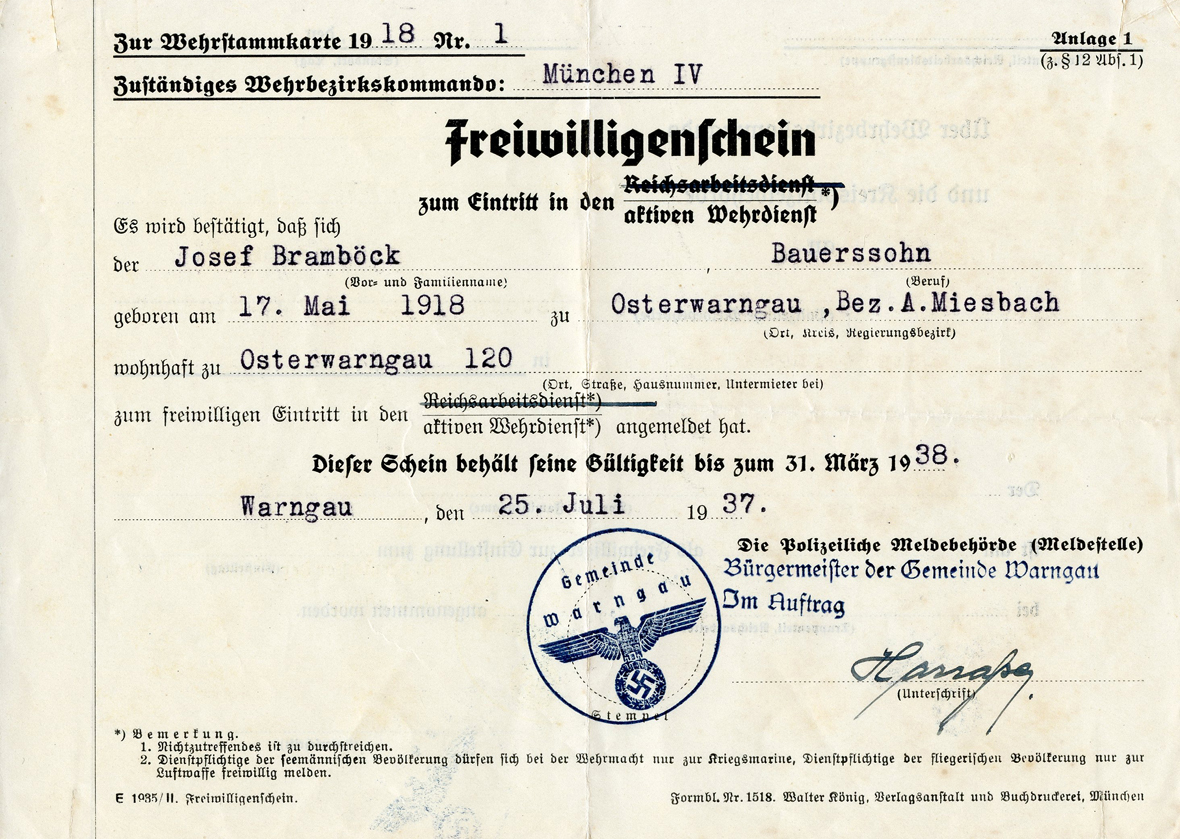 Zur Wehrstammkarte 1918 Nr. 1
Anlage 1
(z. § 12 Abs. 1)
Zuständiges Wehrbezirkskommando: München IV
Freiwilligenschein
zum Eintritt in den Reichsarbeitsdienst *)
aktiven Wehrdienst
Es wird bestätigt, daß sich
der Josef Bramböck, Bauerssohn
(Vor- und Familienname) (Beruf)
geboren am 17. Mai 1918 zu Osterwarngau ,Bez.A.Miesbach
(Ort, Kreis, Regierungsbezirk)
wohnhaft zu Osterwarngau 120
(Ort, Straße, Hausnummer, Untermieter bei)
zum freiwilligen Eintritt in den Reichsarbeitsdienst*)
aktiven Wehrdienst*) angemeldet hat.
Dieser Schein behält seine Gültigkeit bis zum 31. März 1938.
Warngau, den 25. Juli 1937.
Die Polizeiliche Meldebehörde (Meldestelle)
Bürgermeister der Gemeinde Warngau
Im Auftrag
Gemeinde
Warngau
(Unterschrift)
Stempel
*) Bemerkung.
1. Nichtzutreffendes ist zu durchstreichen.
2. Dienstpflichtige der seemännischen Bevölkerung dürfen sich bei der Wehrmacht nur zur Kriegsmarine, Dienstpflichtige der fliegerischen Bevölkerung nur zur
Luftwaffe freiwillig melden.
E 1935/II. Freiwilligenschein.
Formbl. Nr. 1518. Walter König, Verlagsanstalt und Buchdruckerei, München